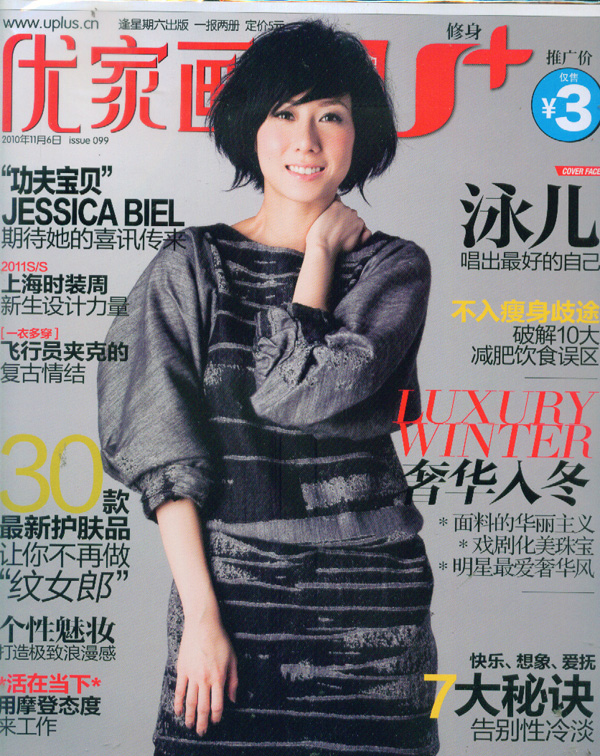 www.uplus.cn
逢星期六出版 一报两册 定价5元
优家画
U+
修身
推广价
仅售
¥3
2010年11月6日 issue 099
COVER FACE
“功夫宝贝”
JESSICA BIEL
期待她的喜讯传来
2011S/S
上海时装周
新生设计力量
[一衣多穿]
飞行员夹克的
复古情结
30款
最新护肤品
让你不再做
“纹女郎”
个性魅妆
打造极致浪漫感
*活在当下*
用摩登态度
来工作
泳儿
唱出最好的自己
不入瘦身歧途
破解10大
减肥饮食误区
LUXURY
WINTER
奢华入冬
*面料的华丽主义
*戏剧化美珠宝
*明星最爱奢华风
快乐、想象、爱抚
7大秘诀
告别性冷淡